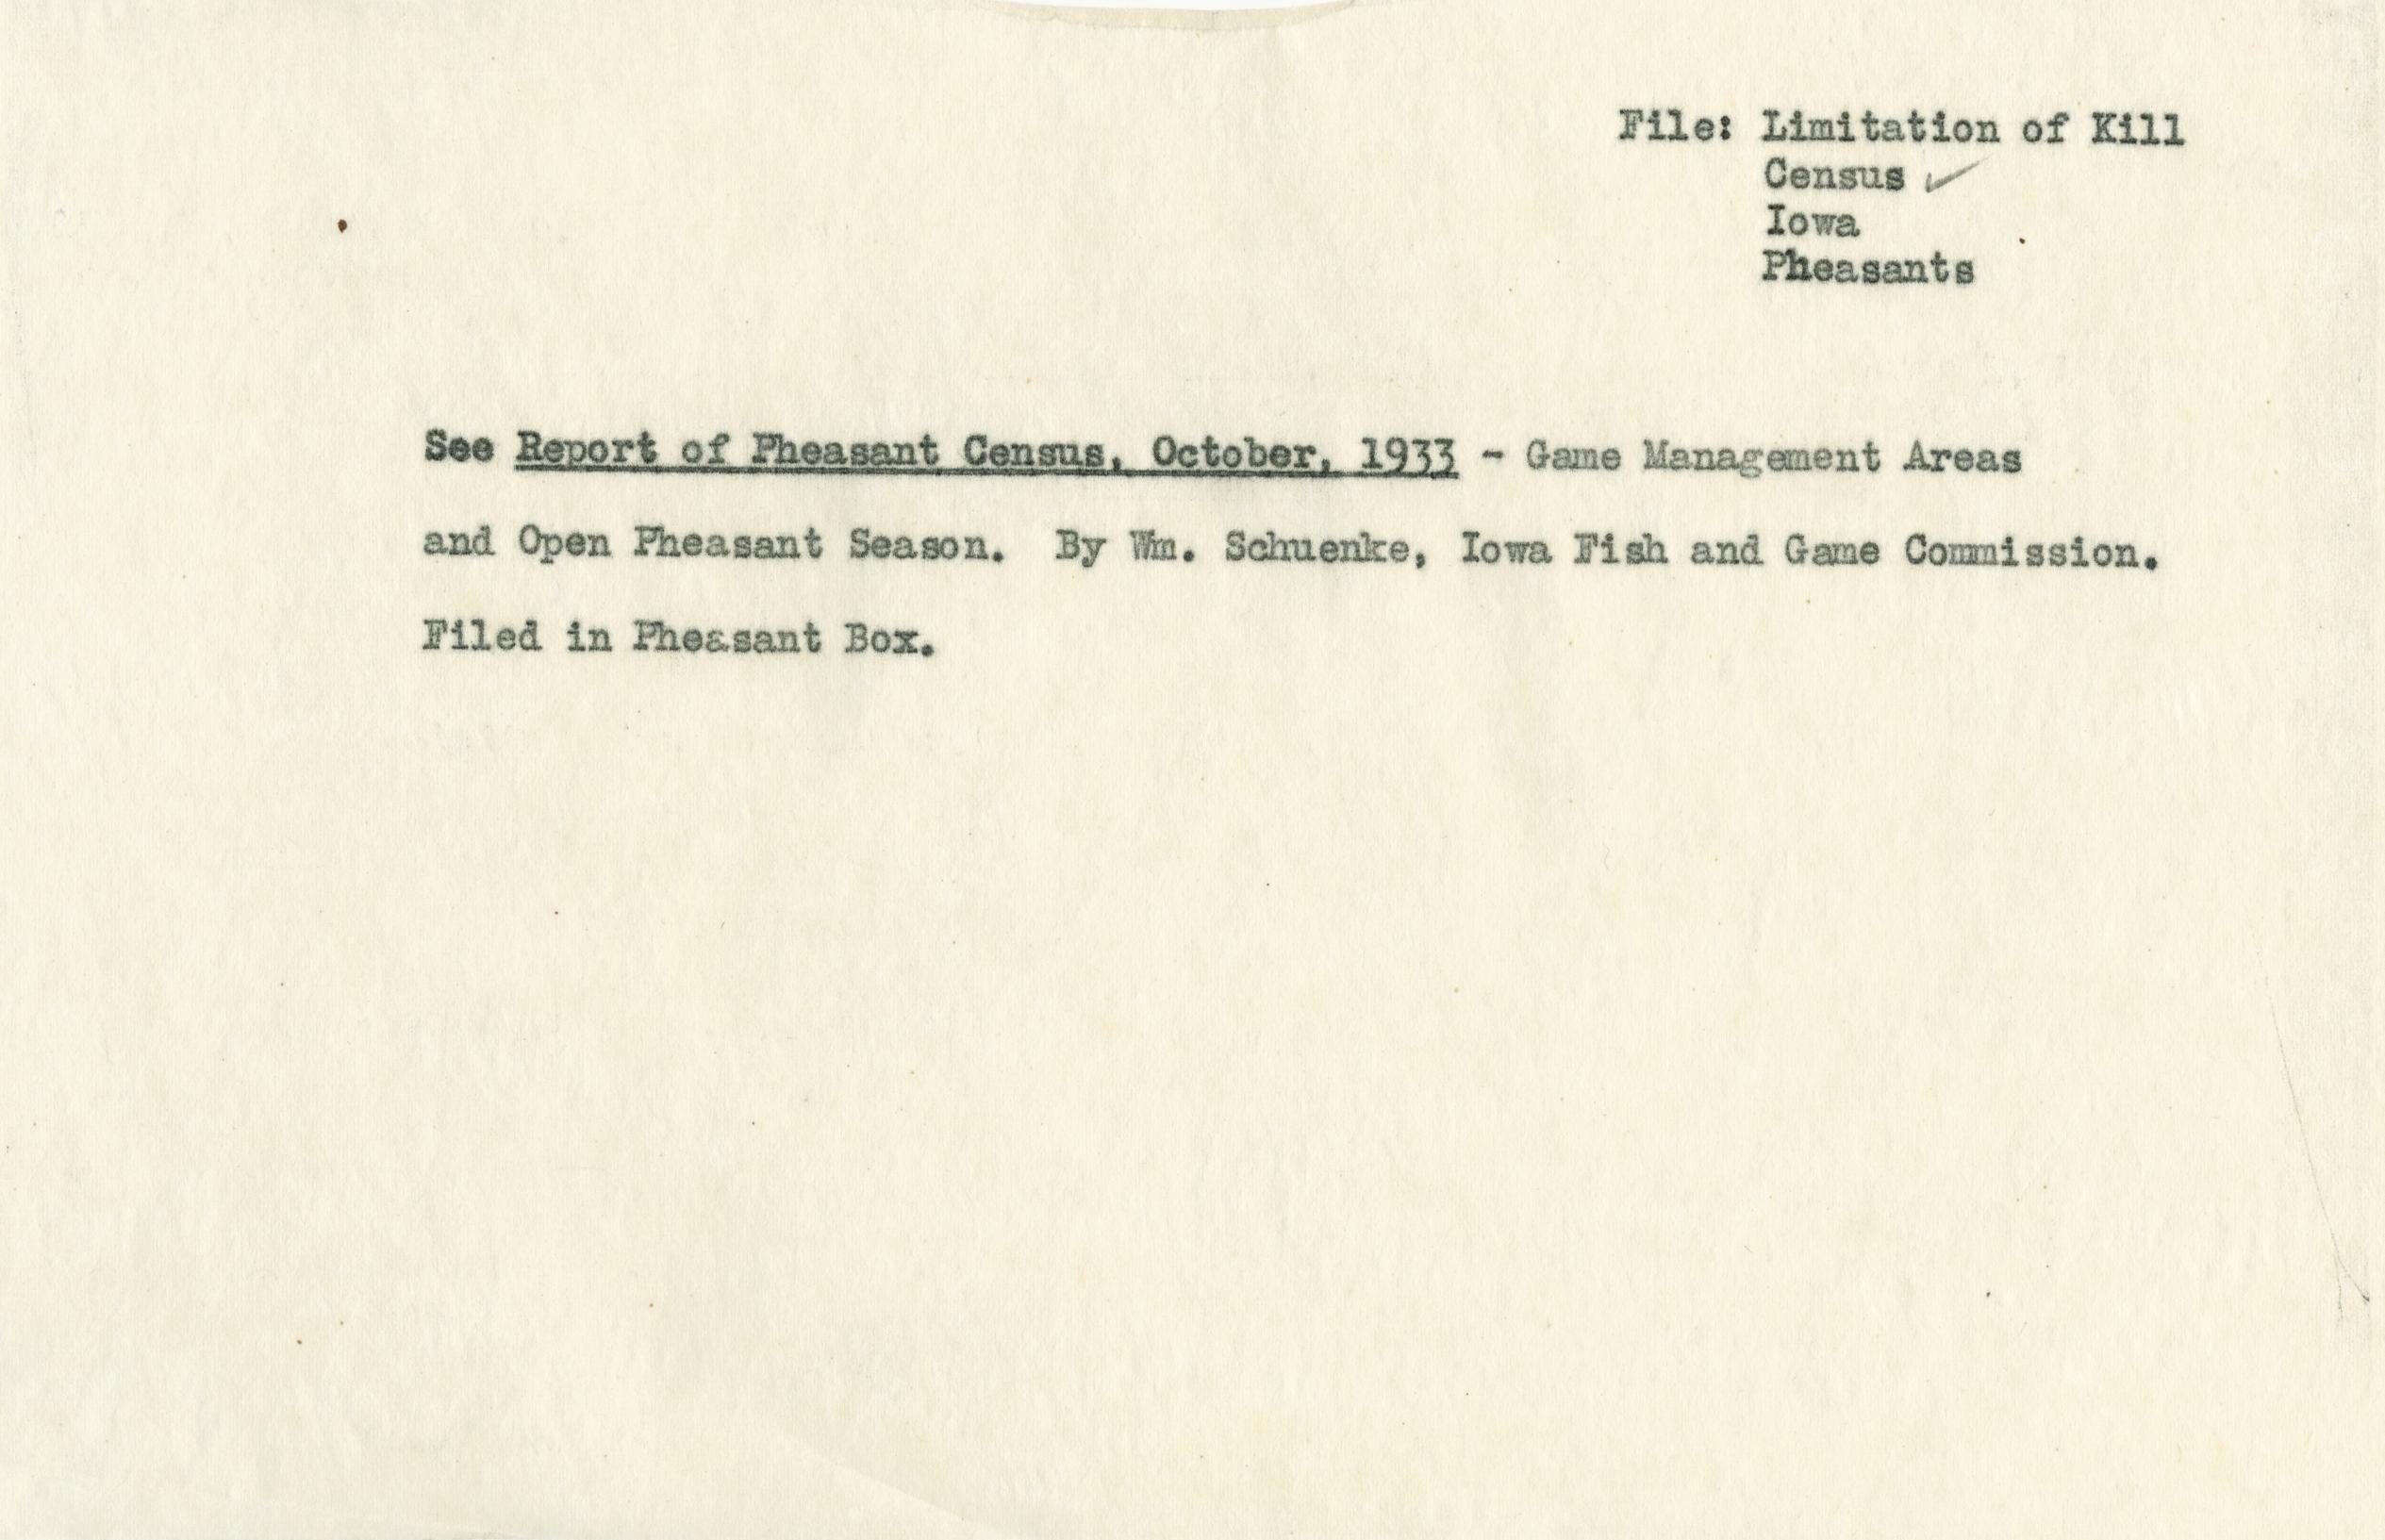 File: Limitation of Kill
Census ✓
Iowa
Pheasants
See Report of Pheasant Census, October, 1933 - Game Management Areas
and Open Pheasant Season.  By Wm. Schuenke, Iowa Fish and Game Commission.
Filed in Pheasant Box.